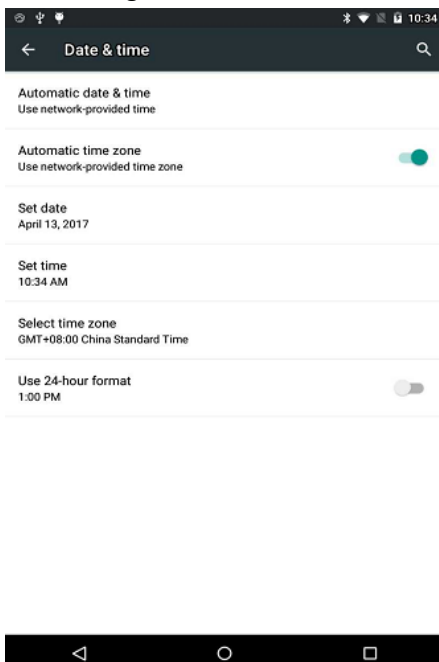 10:34
Date & time
Automatic date & time
Use network-provided time
Automatic time zone
Use network-provided time zone
Set date
April 13, 2017
Set time
10:34 AM
Select time zone
GMT+08:00 China Standard Time
Use 24-hour format
1:00 PM